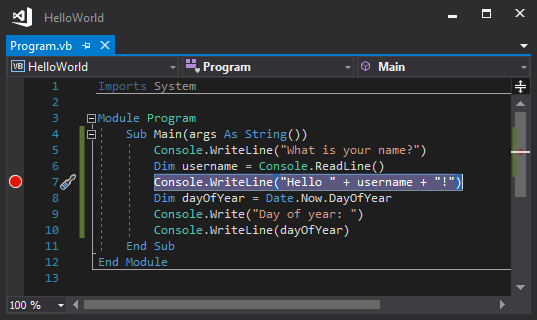 HelloWorld
Program.vb
VB HelloWorld Program Main
1 Imports System
2
3 Module Program
4 Sub Main(args As String())
5 Console.WriteLine("What is your name?")
6 Dim username = Console.ReadLine()
7 Console.WriteLine("Hello " + username + "!")
8 Dim dayOfYear = Date.Now.DayOfYear
9 Console.Write("Day of year: ")
10 Console.WriteLine(dayOfYear)
11 End Sub
12 End Module
13
100 %